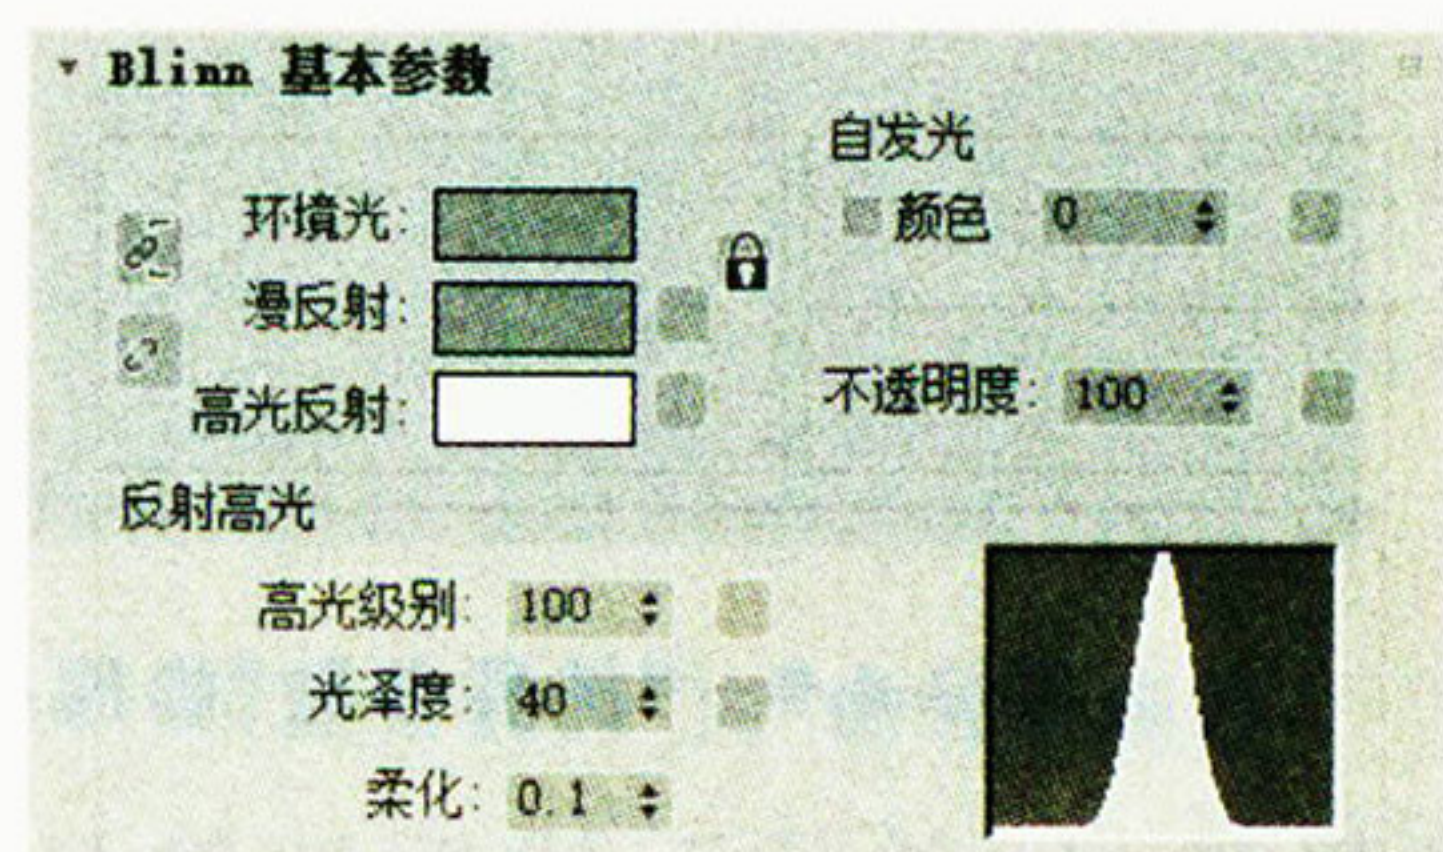 Blinn 基本参数
自发光
环境光:
颜色 0
漫反射:
不透明度: 100
高光反射:
反射高光
高光级别: 100
光泽度: 40
柔化: 0.1